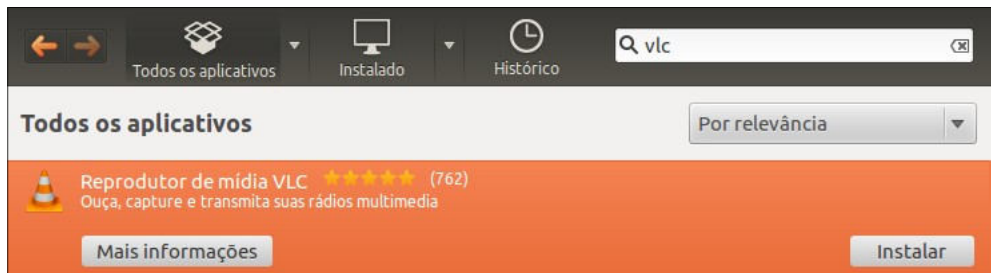 vlc
Todos os aplicativos
Instalado
Histórico
Todos os aplicativos
Por relevância
Reprodutor de mídia VLC (762)
Ouça, capture e transmita suas rádios multimedia
Mais informações
Instalar